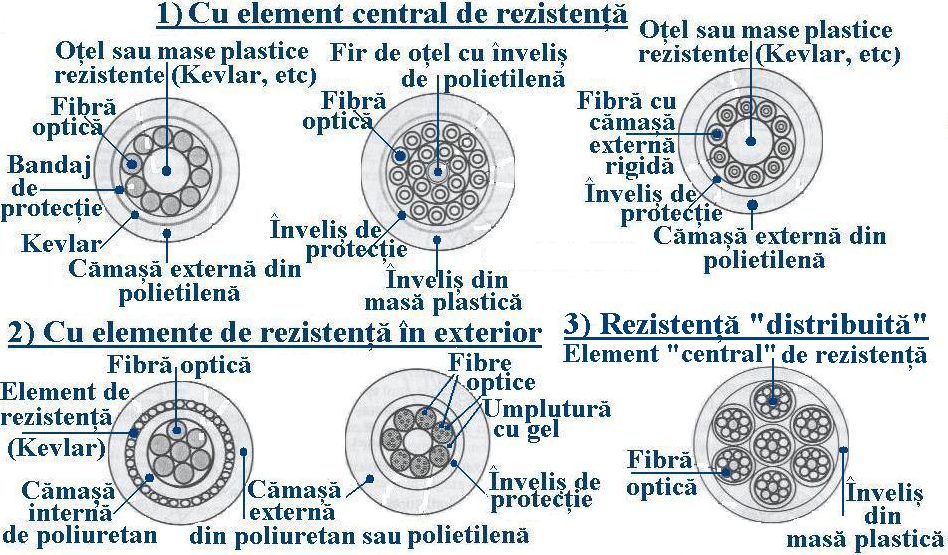 1) Cu element central de rezistență
Oțel sau mase plastice
rezistente (Kevlar, etc)
Fibră
optică
Bandaj
de
protecție
Kevlar
Cămașă externă din
polietilenă
Fir de oțel cu înveliș
de polietilenă
Fibră
optică
Înveliș de
protecție
Înveliș din
masă plastică
Oțel sau mase plastice
rezistente (Kevlar, etc)
Fibră cu
cămașă
externă
rigidă
Înveliș de
protecție
Cămașă externă din
polietilenă
2) Cu elemente de rezistență în exterior
Fibră optică
Element de
rezistență
(Kevlar)
Cămașă
internă
de poliuretan
Fibre
optice
Umplutură
cu gel
Înveliș de
protecție
Cămașă
externă
din poliuretan sau polietilenă
3) Rezistență "distribuită"
Element "central" de rezistență
Fibră
optică
Înveliș
din
masă plastică